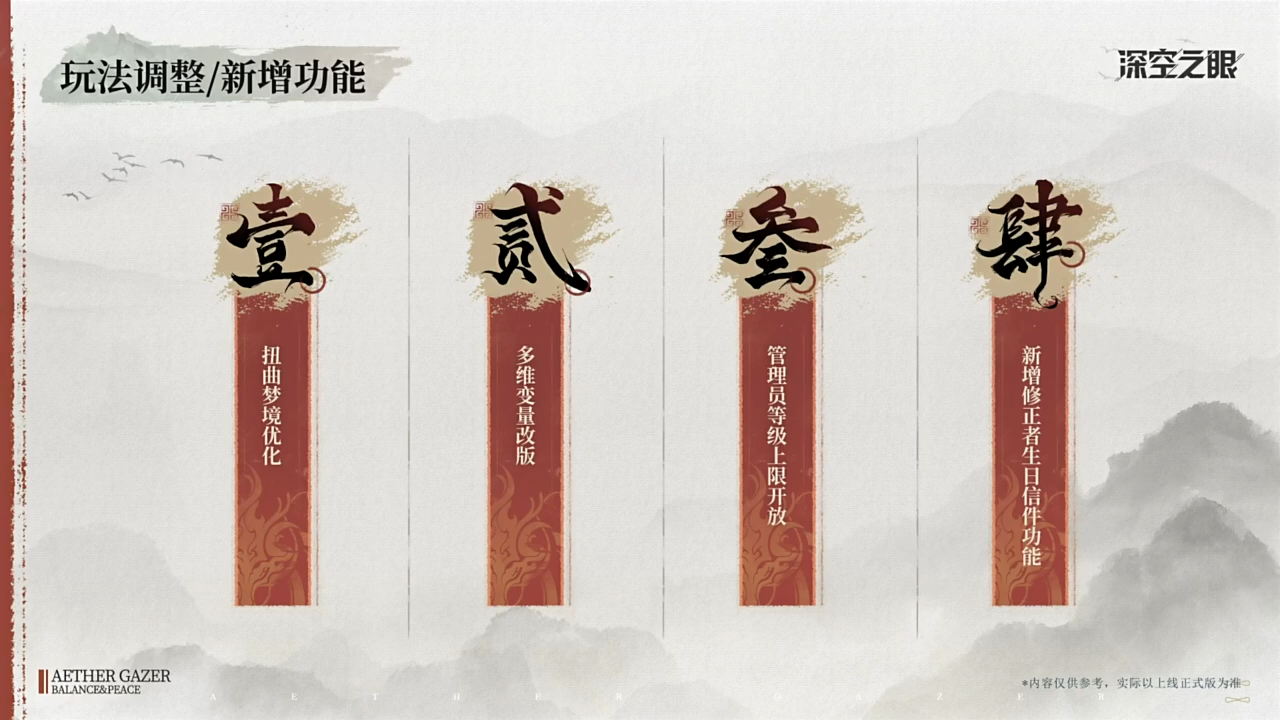 玩法调整/新增功能
深空之眼
壹
扭曲梦境优化
贰
多维变量改版
叁
管理员等级上限开放
肆
新增修正者生日信件功能
AETHER GAZER
BALANCE&PEACE
*内容仅供参考，实际以上线正式版为准
A E T H E R G A Z E R